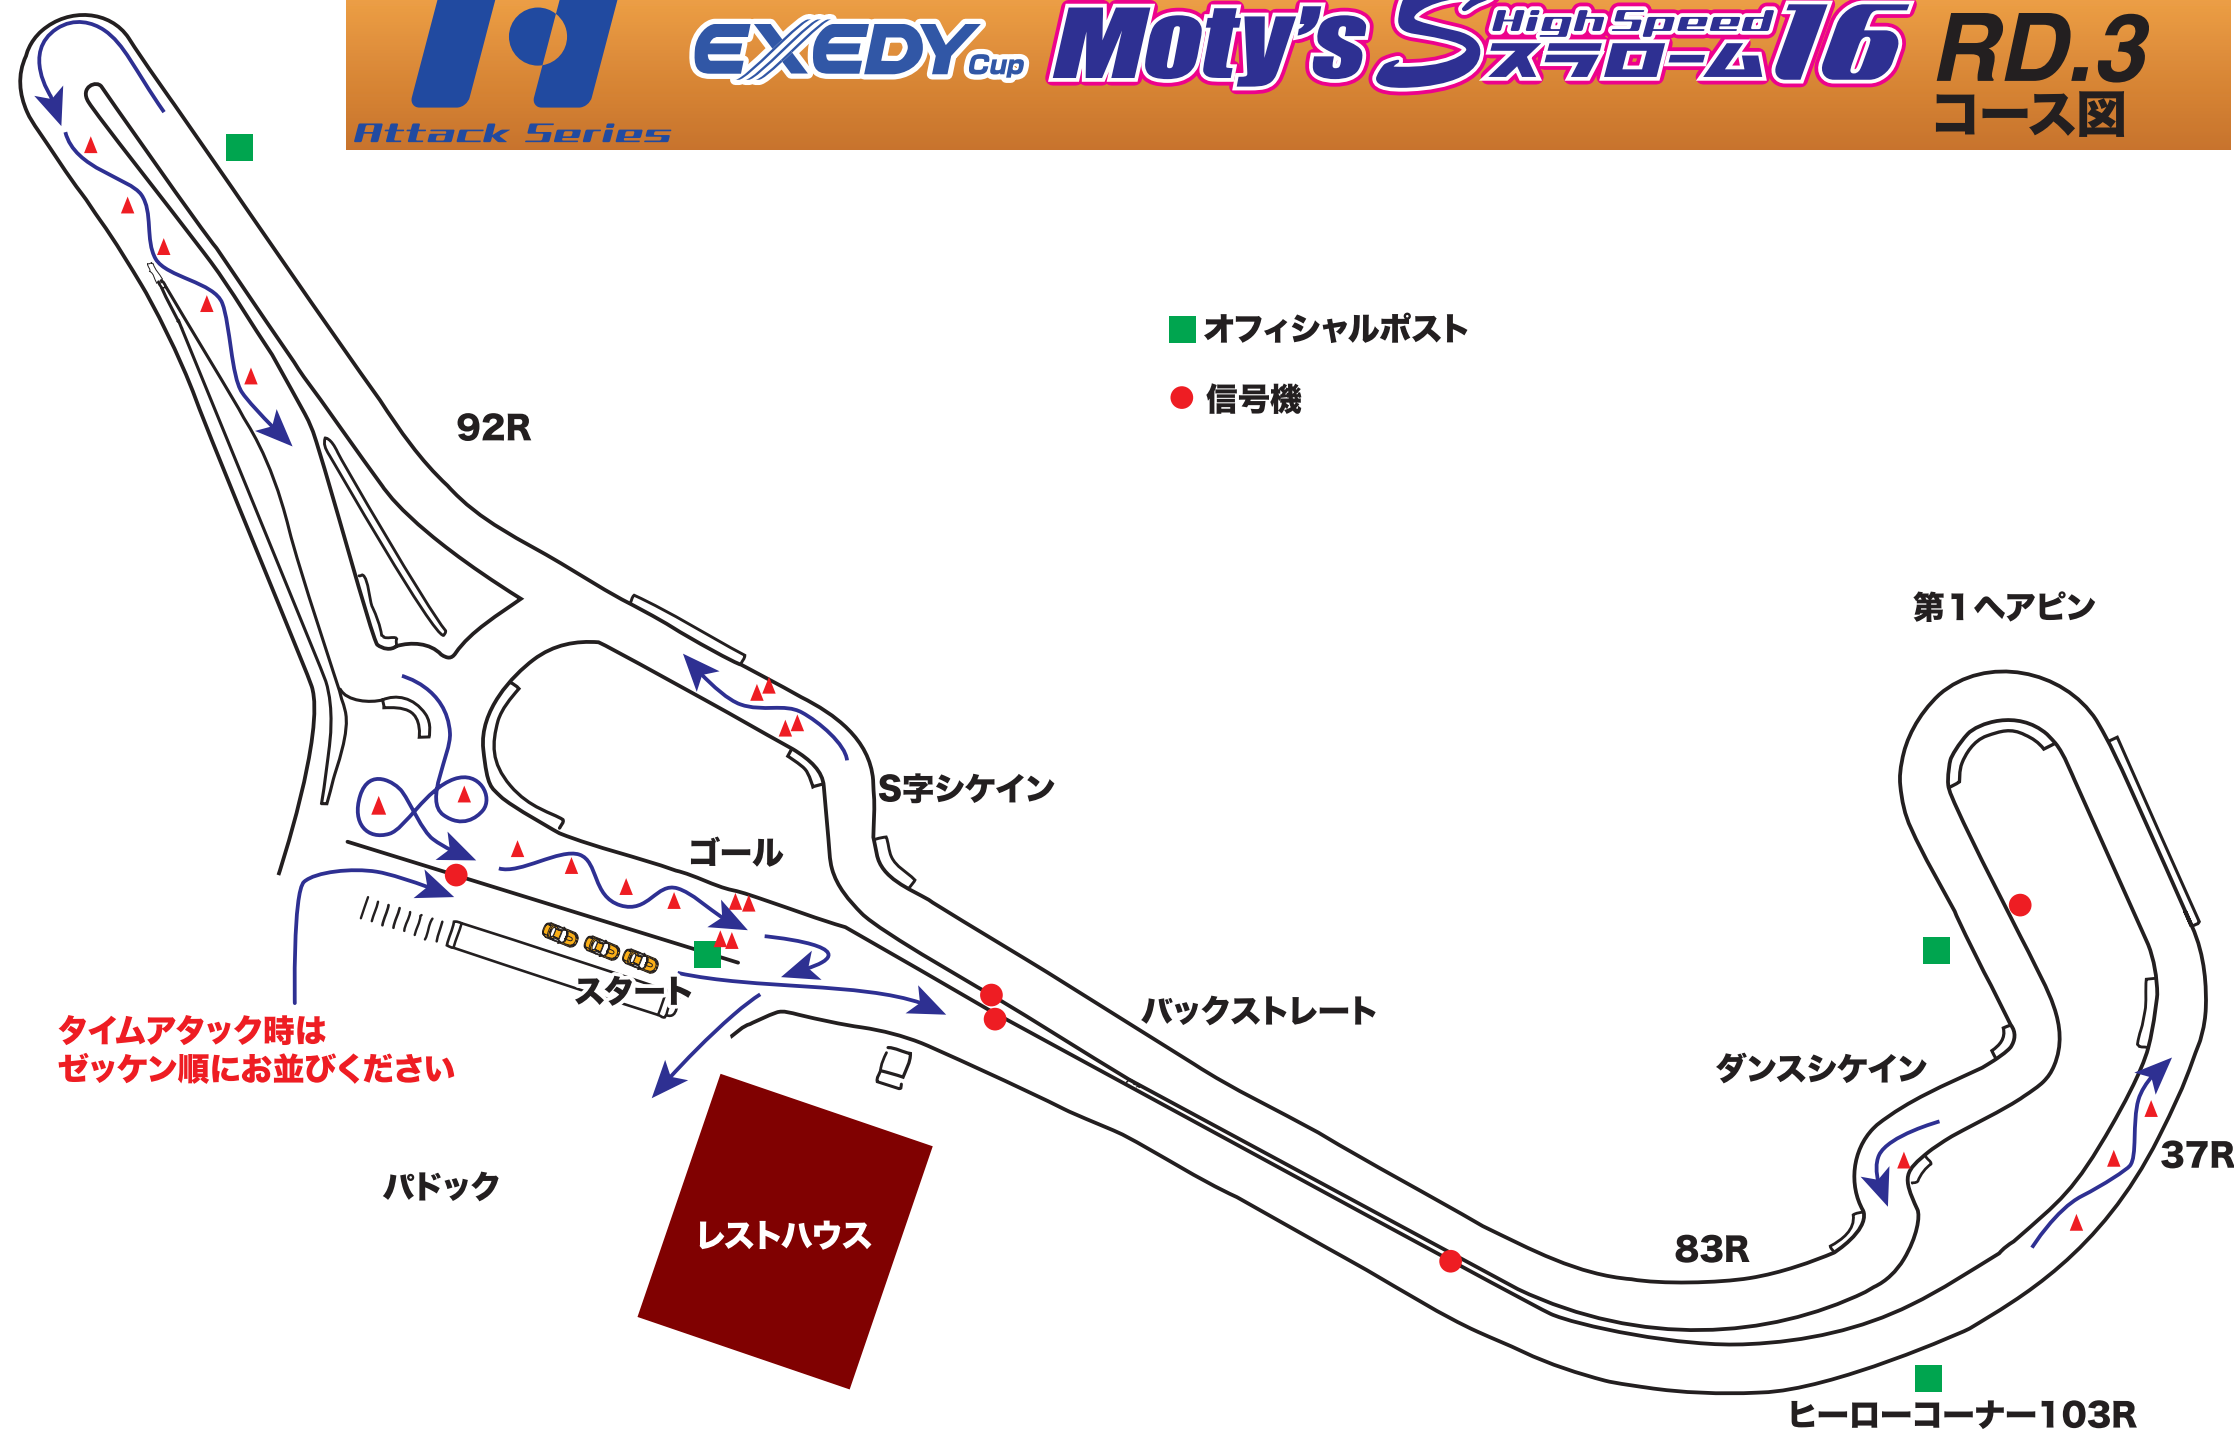 Attack Series
EXEDY Cup
Moty's
High Speed
スラローム16
RD.3
コース図
オフィシャルポスト
信号機
92R
第1ヘアピン
S字シケイン
ゴール
スタート
バックストレート
タイムアタック時は
ゼッケン順にお並びください
ダンスシケイン
37R
パドック
レストハウス
83R
ヒーローコーナー103R